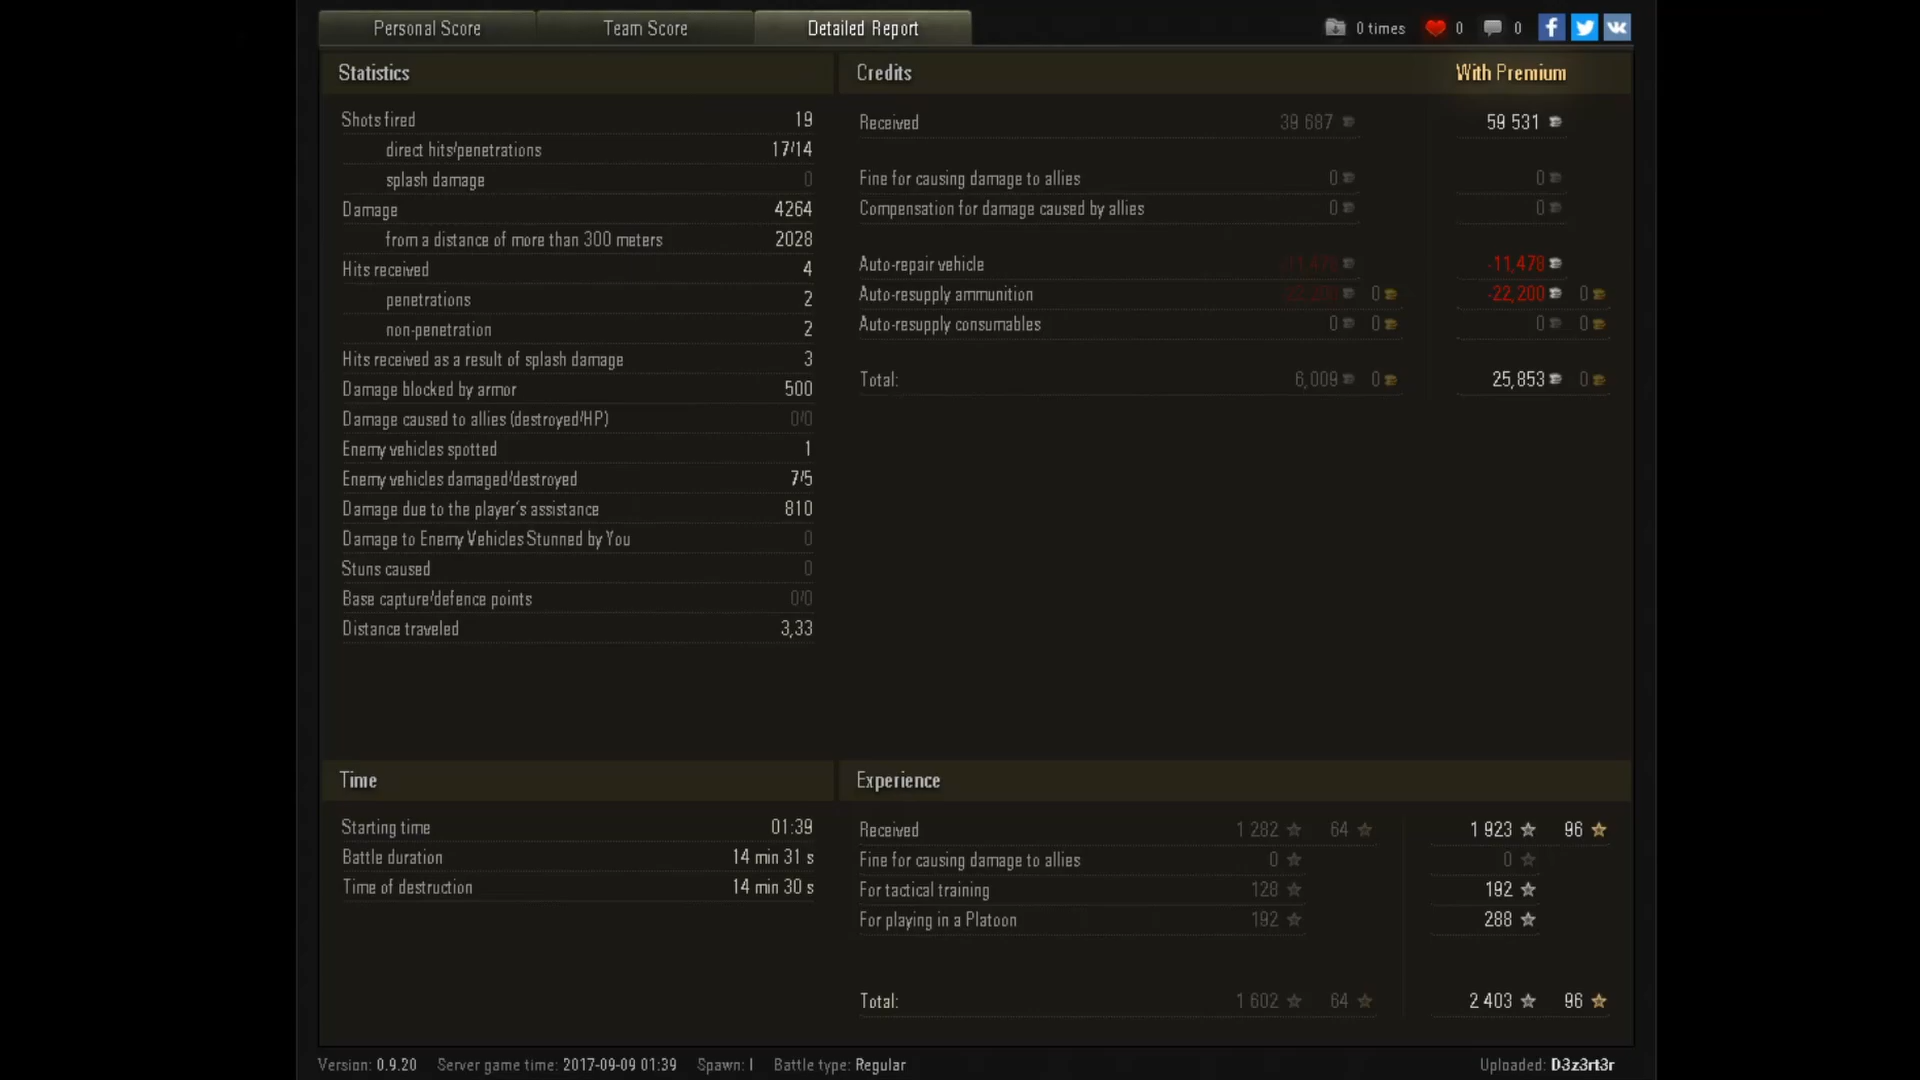 Personal Score Team Score Detailed Report 0 times 0 0
Statistics
Shots fired 19
direct hits/penetrations 17/14
splash damage 0
Damage 4264
from a distance of more than 300 meters 2028
Hits received 4
penetrations 2
non-penetration 2
Hits received as a result of splash damage 3
Damage blocked by armor 500
Damage caused to allies (destroyed/HP) 0/0
Enemy vehicles spotted 1
Enemy vehicles damaged/destroyed 7/5
Damage due to the player's assistance 810
Damage to Enemy Vehicles Stunned by You 0
Stuns caused 0
Base capture/defence points 0/0
Distance traveled 3,33
Credits With Premium
Received 39 687 59 531
Fine for causing damage to allies 0 0
Compensation for damage caused by allies 0 0
Auto-repair vehicle -11,478 -11,478
Auto-resupply ammunition -22,200 0 -22,200 0
Auto-resupply consumables 0 0 0 0
Total: 6,009 0 25,853 0
Time
Starting time 01:39
Battle duration 14 min 31 s
Time of destruction 14 min 30 s
Experience
Received 1 282 64 1 923 96
Fine for causing damage to allies 0 0
For tactical training 128 192
For playing in a Platoon 192 288
Total: 1 602 64 2 403 96
Version: 0.9.20 Server game time: 2017-09-09 01:39 Spawn: I Battle type: Regular Uploaded: D3z3rt3r